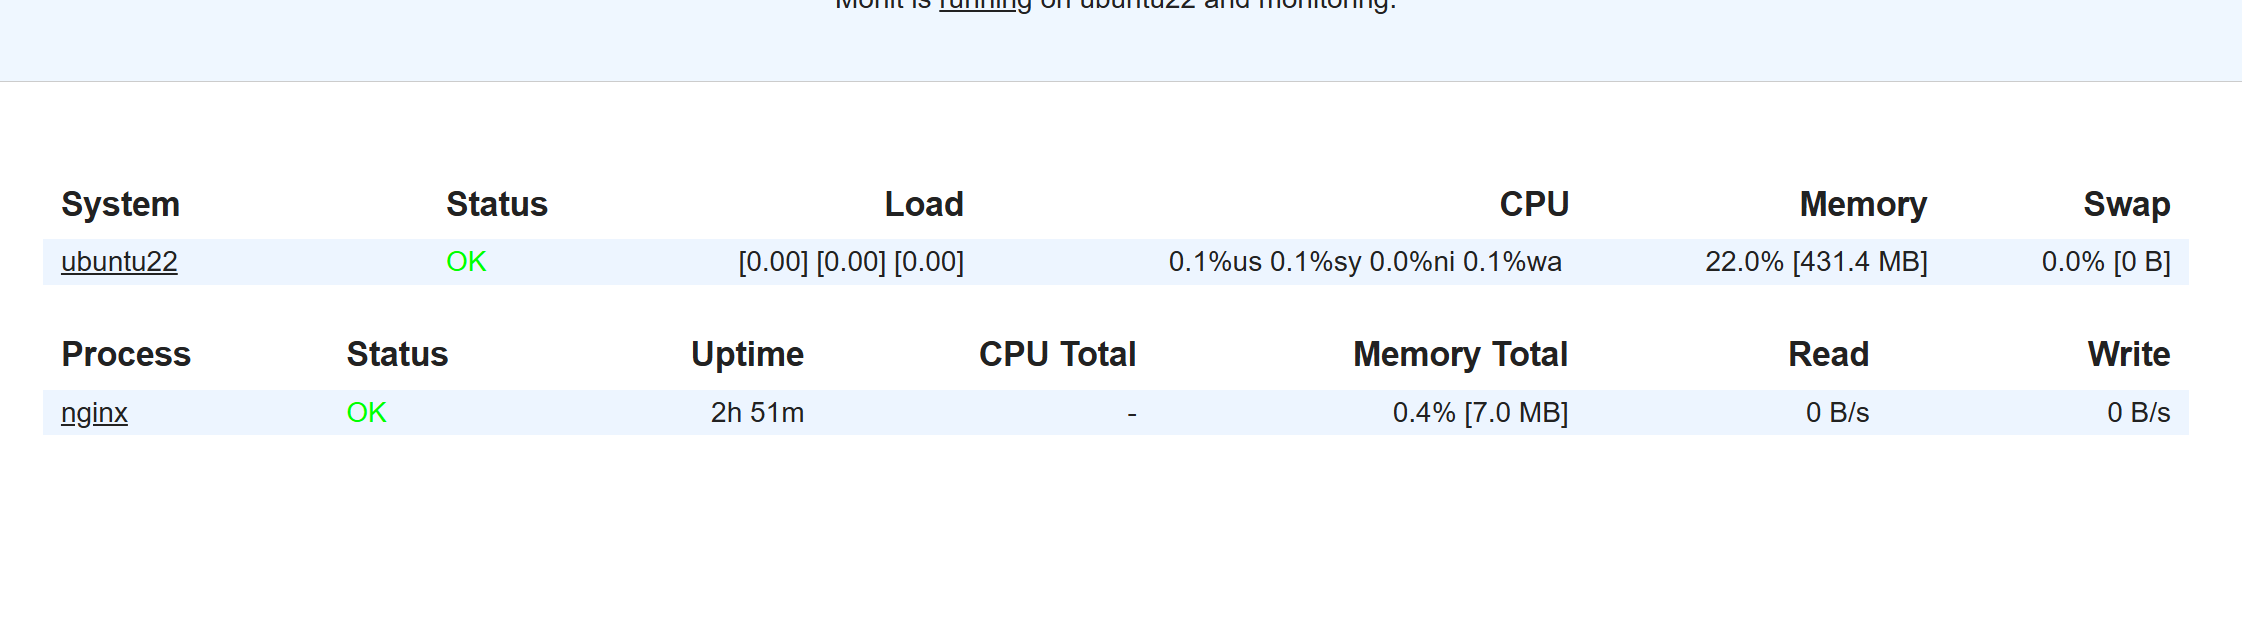 Monit is running on ubuntu22 and monitoring.
System Status Load CPU Memory Swap
ubuntu22 OK [0.00] [0.00] [0.00] 0.1%us 0.1%sy 0.0%ni 0.1%wa 22.0% [431.4 MB] 0.0% [0 B]
Process Status Uptime CPU Total Memory Total Read Write
nginx OK 2h 51m - 0.4% [7.0 MB] 0 B/s 0 B/s